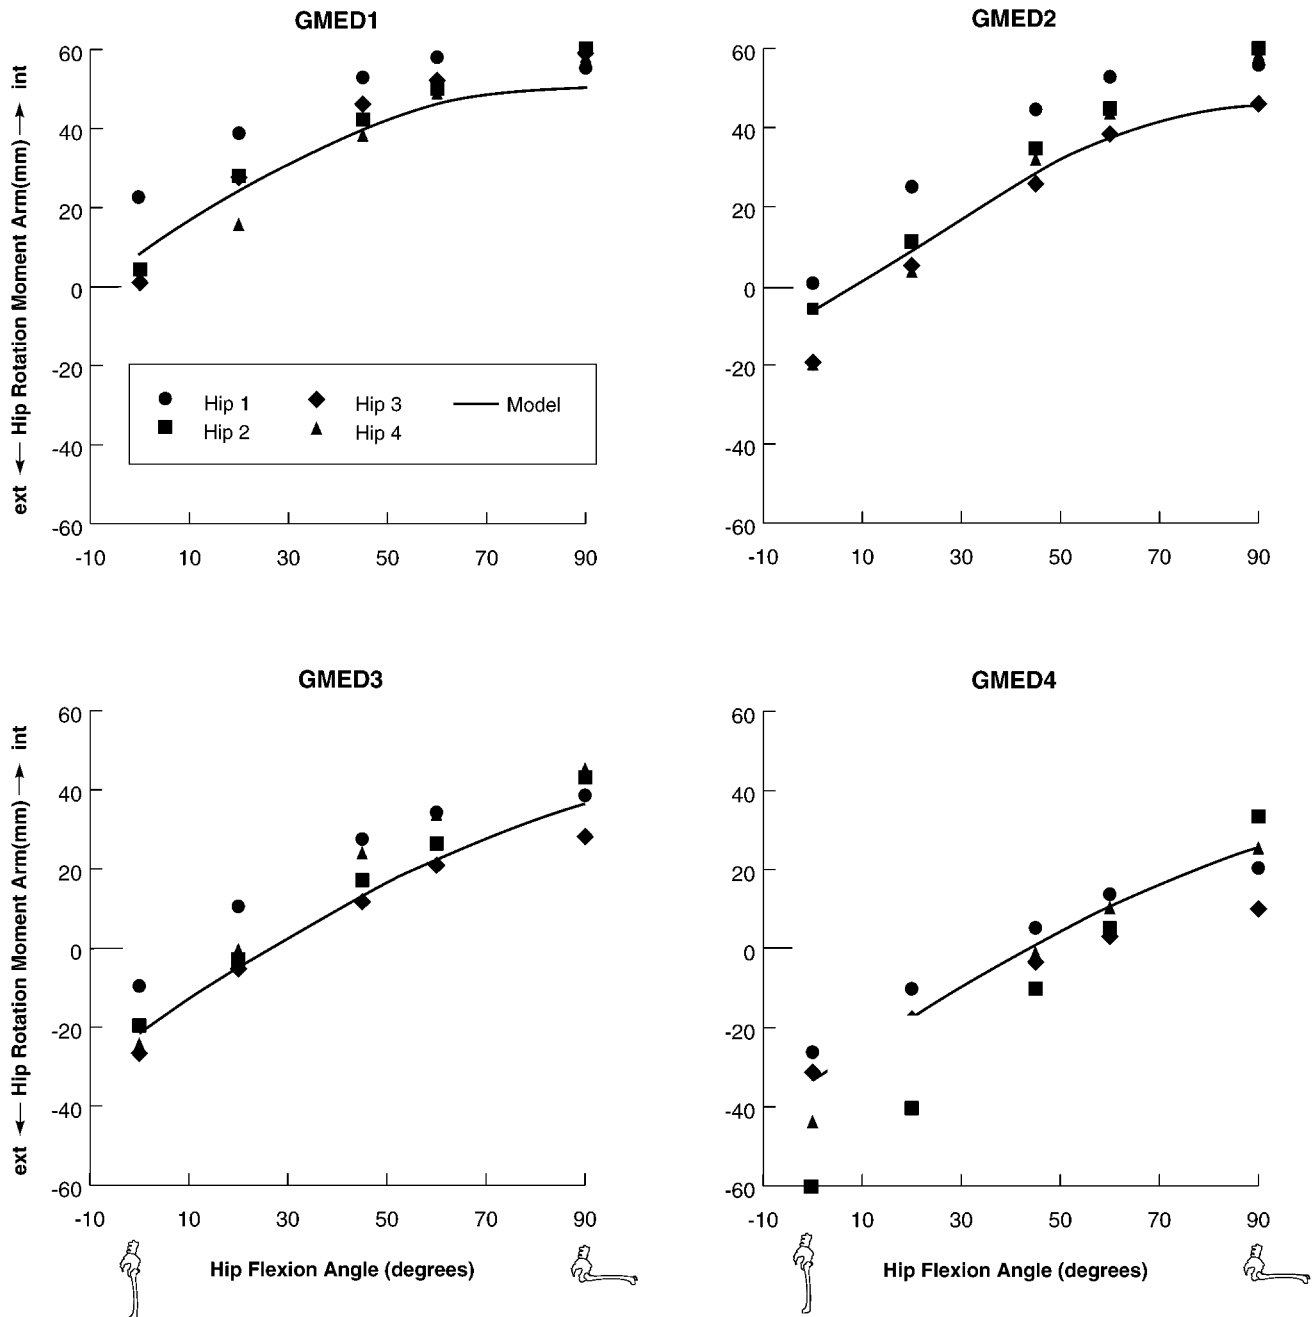 GMED1
ext ← Hip Rotation Moment Arm(mm) → int
60
40
20
0
-20
-40
-60
Hip 1
Hip 2
Hip 3
Hip 4
Model
-10 10 30 50 70 90
GMED2
60
40
20
0
-20
-40
-60
-10 10 30 50 70 90
GMED3
ext ← Hip Rotation Moment Arm(mm) → int
60
40
20
0
-20
-40
-60
-10 10 30 50 70 90
Hip Flexion Angle (degrees)
GMED4
60
40
20
0
-20
-40
-60
-10 10 30 50 70 90
Hip Flexion Angle (degrees)